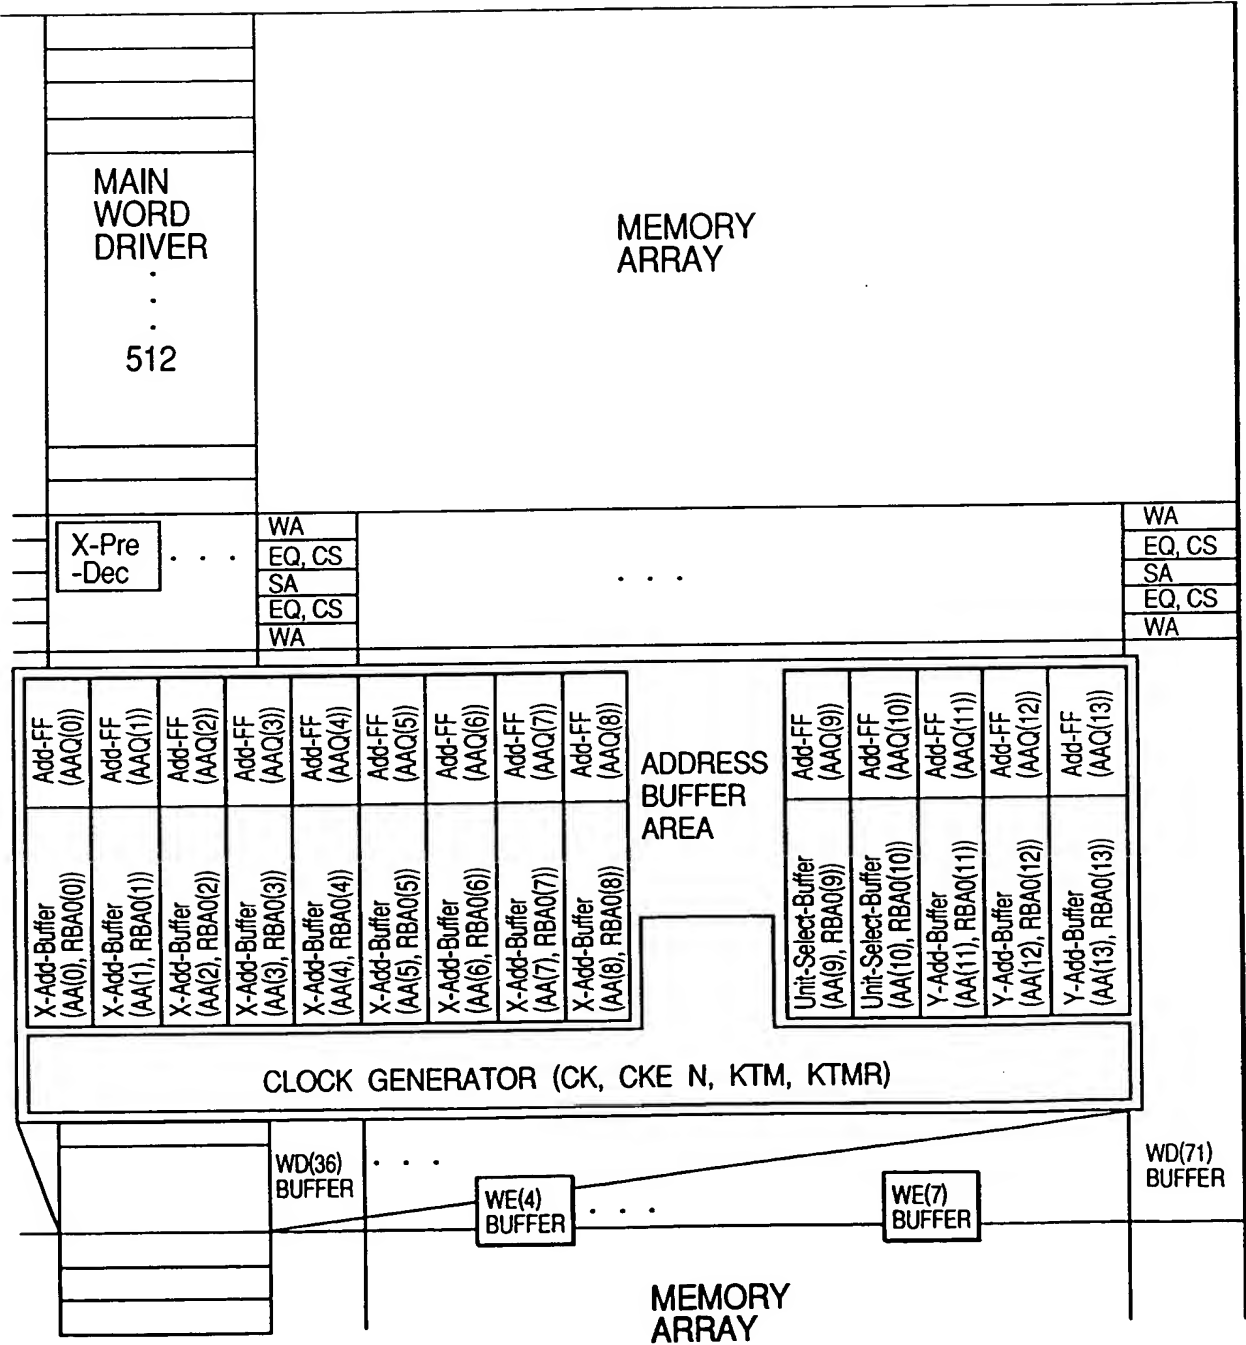 MAIN
WORD
DRIVER
.
.
.
512
MEMORY
ARRAY
X-Pre
-Dec
. . .
WA
EQ, CS
SA
EQ, CS
WA
. . .
WA
EQ, CS
SA
EQ, CS
WA
Add-FF
(AAQ(0))
Add-FF
(AAQ(1))
Add-FF
(AAQ(2))
Add-FF
(AAQ(3))
Add-FF
(AAQ(4))
Add-FF
(AAQ(5))
Add-FF
(AAQ(6))
Add-FF
(AAQ(7))
Add-FF
(AAQ(8))
ADDRESS
BUFFER
AREA
Add-FF
(AAQ(9))
Add-FF
(AAQ(10))
Add-FF
(AAQ(11))
Add-FF
(AAQ(12))
Add-FF
(AAQ(13))
X-Add-Buffer
(AA(0), RBA0(0))
X-Add-Buffer
(AA(1), RBA0(1))
X-Add-Buffer
(AA(2), RBA0(2))
X-Add-Buffer
(AA(3), RBA0(3))
X-Add-Buffer
(AA(4), RBA0(4))
X-Add-Buffer
(AA(5), RBA0(5))
X-Add-Buffer
(AA(6), RBA0(6))
X-Add-Buffer
(AA(7), RBA0(7))
X-Add-Buffer
(AA(8), RBA0(8))
Unit-Select-Buffer
(AA(9), RBA0(9))
Unit-Select-Buffer
(AA(10), RBA0(10))
Y-Add-Buffer
(AA(11), RBA0(11))
Y-Add-Buffer
(AA(12), RBA0(12))
Y-Add-Buffer
(AA(13), RBA0(13))
CLOCK GENERATOR (CK, CKE N, KTM, KTMR)
WD(36)
BUFFER
. . .
WE(4)
BUFFER
. . .
WE(7)
BUFFER
WD(71)
BUFFER
MEMORY
ARRAY